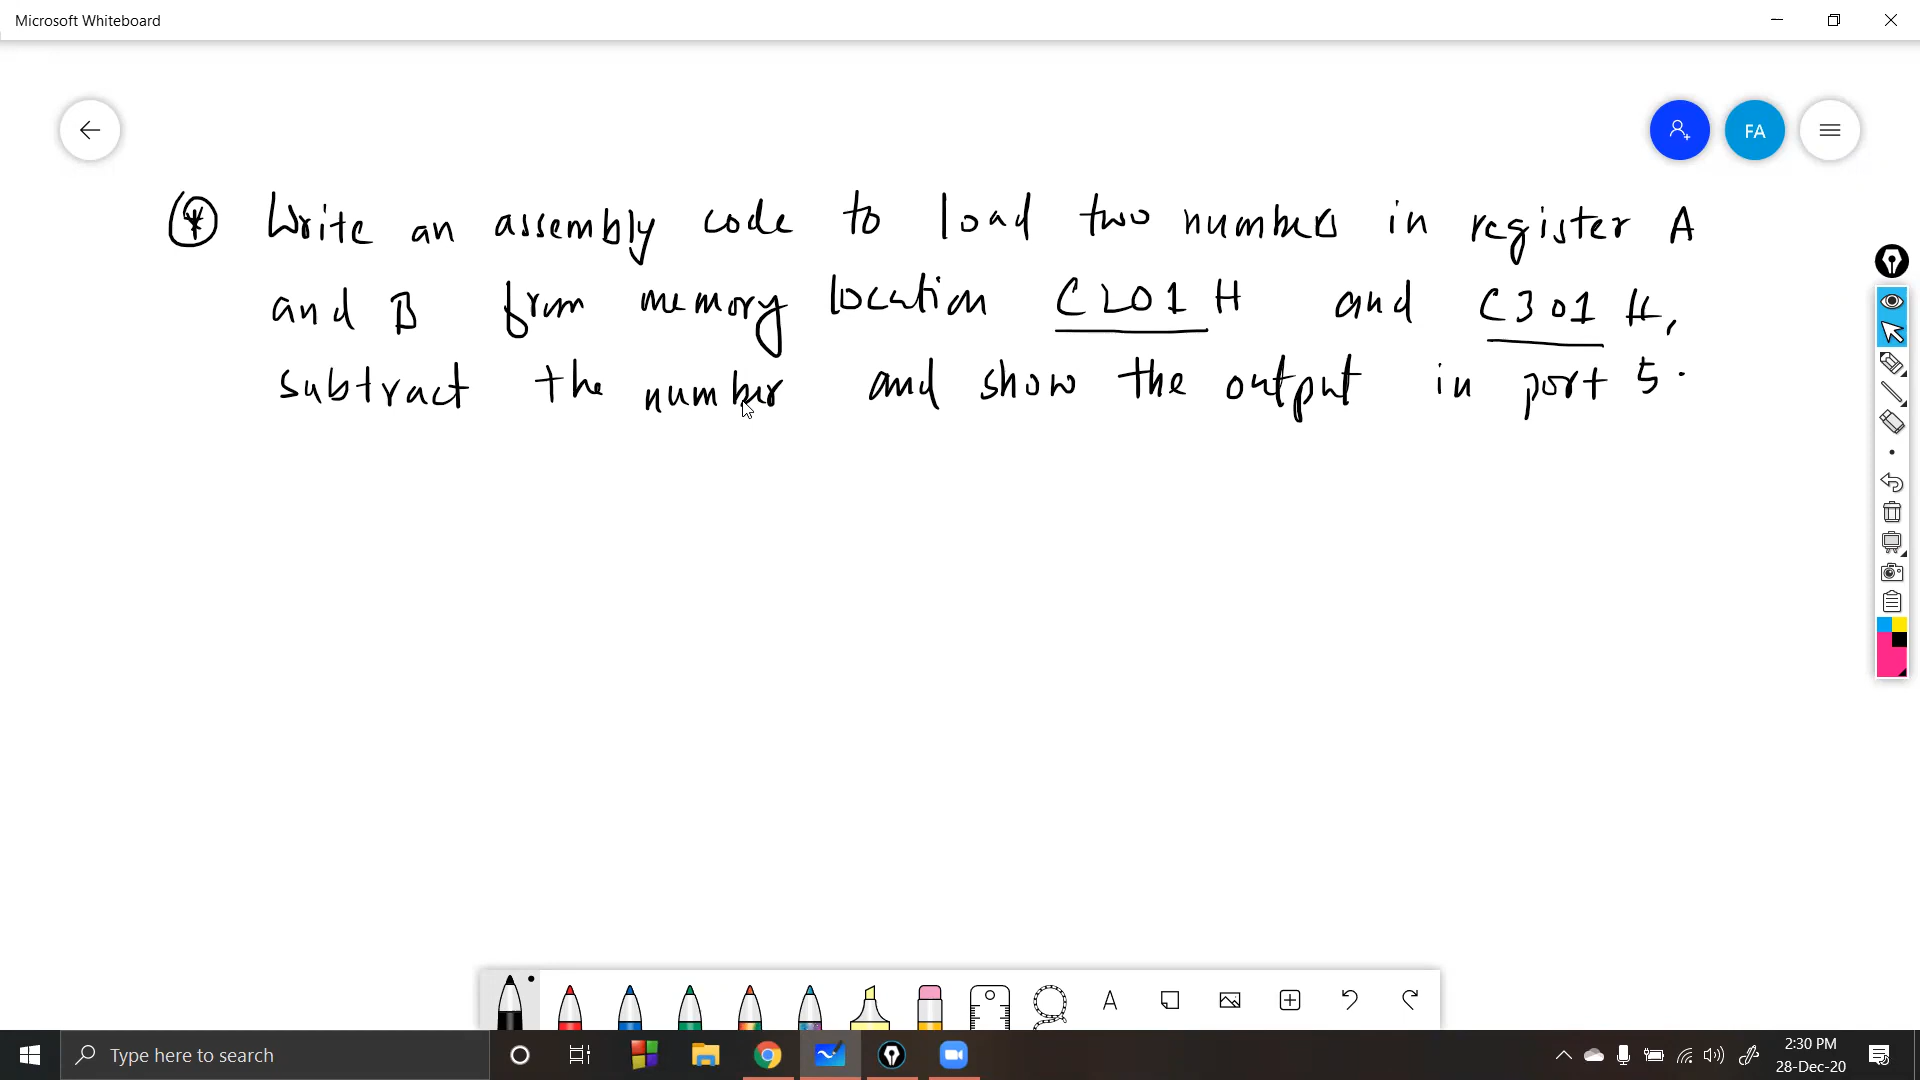 Microsoft Whiteboard
FA
* Write an assembly code to load two numbers in register A
and B from memory location C201 H and C301 H,
subtract the number and show the output in port 5.
A
Type here to search
2:30 PM
28-Dec-20